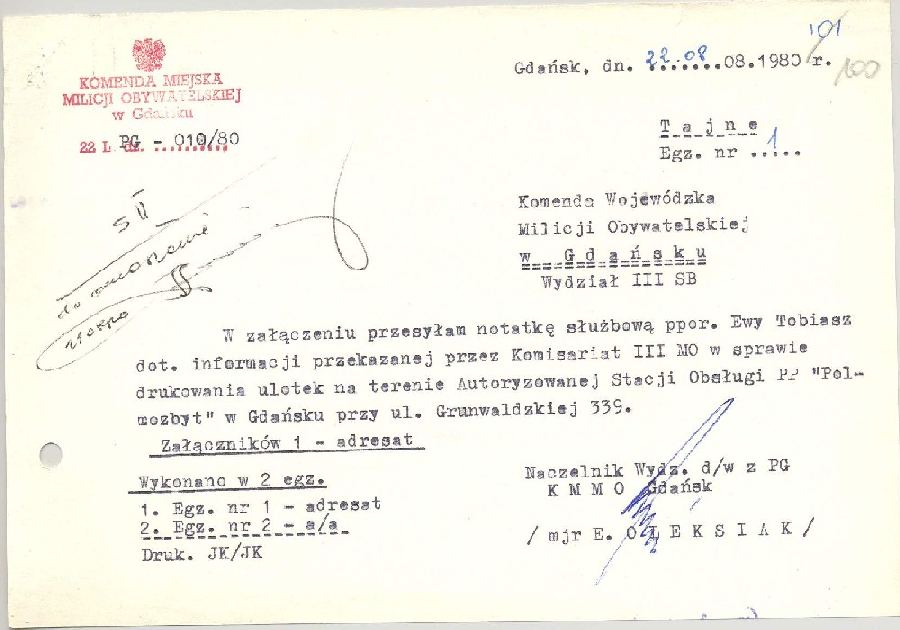 101
100
Gdańsk, dn. 22.08 .......08.1980 r.
KOMENDA MIEJSKA
MILICJI OBYWATELSKIEJ
w Gdańsku
22 L. dz. PG - 010/80
T a j n e
Egz. nr ..1..
S II
do omówienia
Komenda Wojewódzka
Milicji Obywatelskiej
w G d a ń s k u
Wydział III SB
W załączeniu przesyłam notatkę służbową ppor. Ewy Tobiasz
dot. informacji przekazanej przez Komisariat III MO w sprawie
drukowania ulotek na terenie Autoryzowanej Stacji Obsługi PP "Pol-
mozbyt" w Gdańsku przy ul. Grunwaldzkiej 339.
Załączników 1 - adresat
Wykonano w 2 egz.
1. Egz. nr 1 - adresat
2. Egz. nr 2 - a/a
Druk. JK/JK
Naczelnik Wydz. d/w z PG
K M M O Gdańsk
/ mjr E. O L E K S I A K /